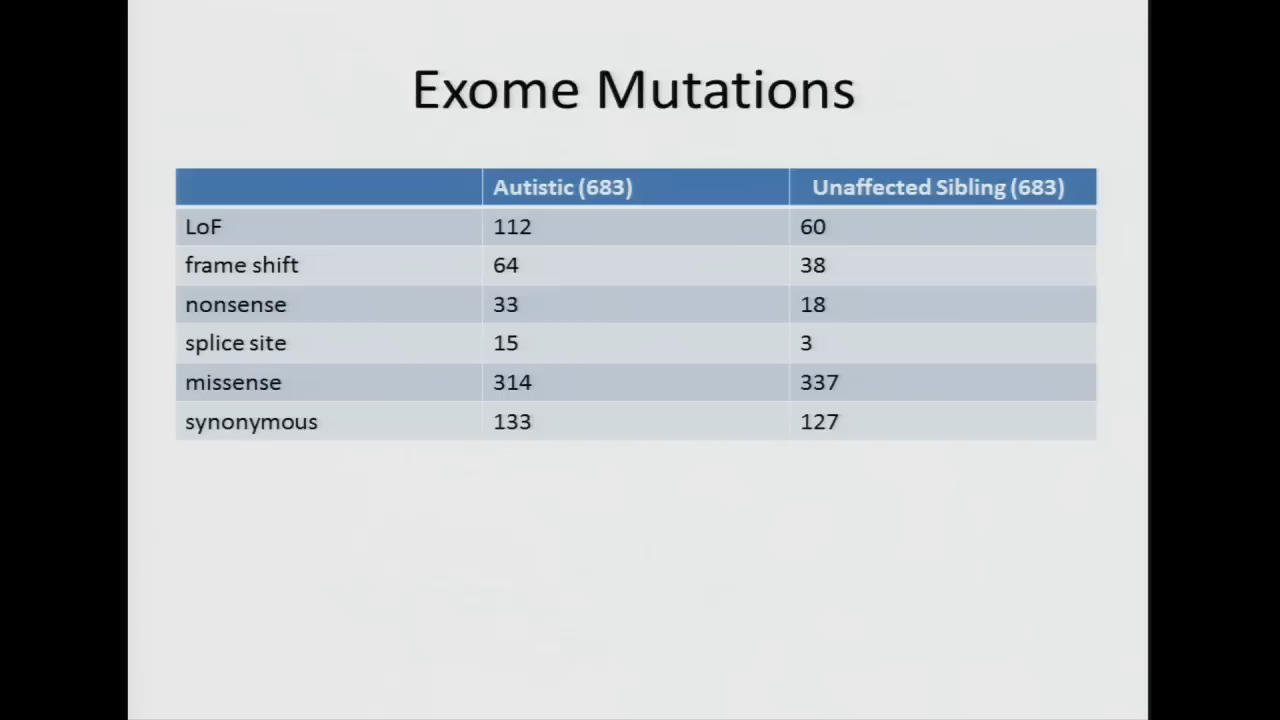 Exome Mutations
Autistic (683) Unaffected Sibling (683)
LoF 112 60
frame shift 64 38
nonsense 33 18
splice site 15 3
missense 314 337
synonymous 133 127